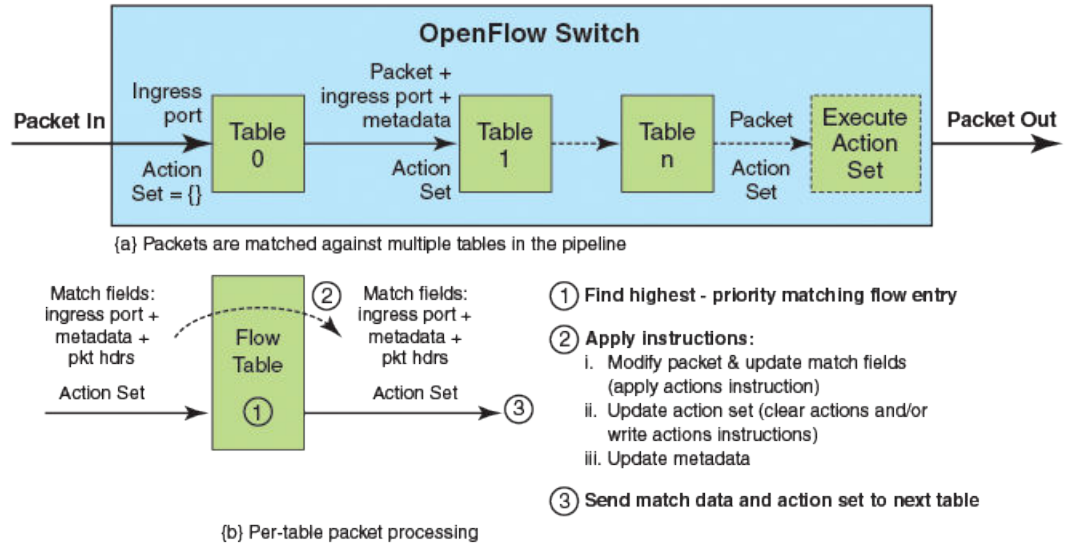 OpenFlow Switch
Packet In
Ingress
port
Action
Set = {}
Table
0
Packet +
ingress port +
metadata
Action
Set
Table
1
Table
n
Packet
Action
Set
Execute
Action
Set
Packet Out
{a} Packets are matched against multiple tables in the pipeline
Match fields:
ingress port +
metadata +
pkt hdrs
Action Set
Flow
Table
1
2
Match fields:
ingress port +
metadata +
pkt hdrs
Action Set
3
{b} Per-table packet processing
1 Find highest - priority matching flow entry
2 Apply instructions:
i. Modify packet & update match fields
(apply actions instruction)
ii. Update action set (clear actions and/or
write actions instructions)
iii. Update metadata
3 Send match data and action set to next table